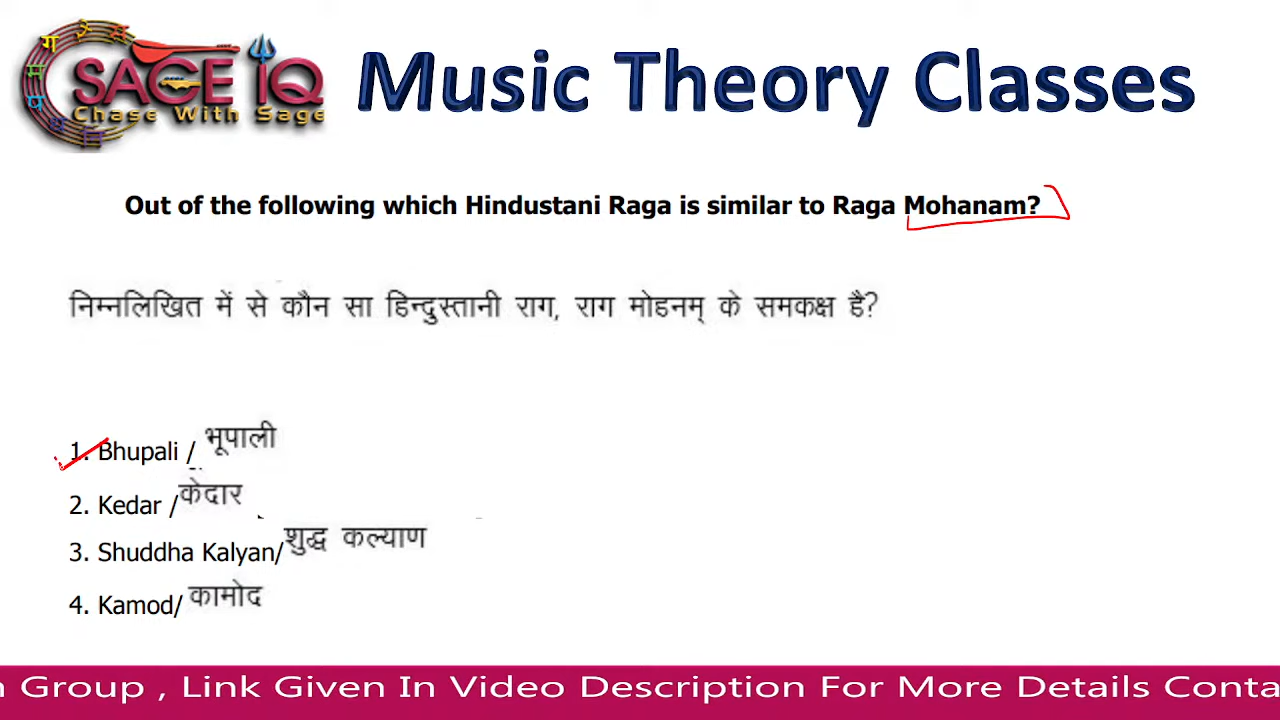 ग म प सा
SAGE IQ
Chase With Sage
Music Theory Classes
Out of the following which Hindustani Raga is similar to Raga Mohanam?
निम्नलिखित में से कौन सा हिन्दुस्तानी राग, राग मोहनम् के समकक्ष है?
1. Bhupali / भूपाली
2. Kedar / केदार
3. Shuddha Kalyan/ शुद्ध कल्याण
4. Kamod/ कामोद
Group , Link Given In Video Description For More Details